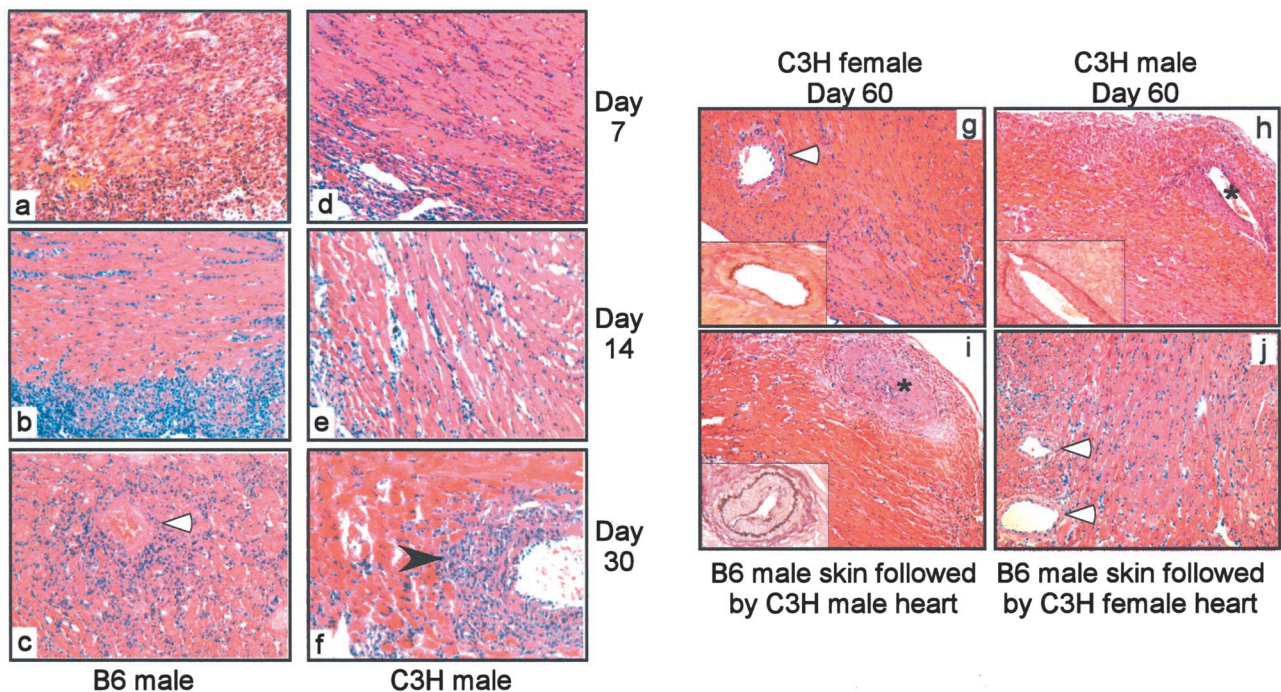 a
d
Day
7
b
e
Day
14
c
f
Day
30
B6 male
C3H male
C3H female
Day 60
C3H male
Day 60
g
h
*
i
*
j
B6 male skin followed
by C3H male heart
B6 male skin followed
by C3H female heart